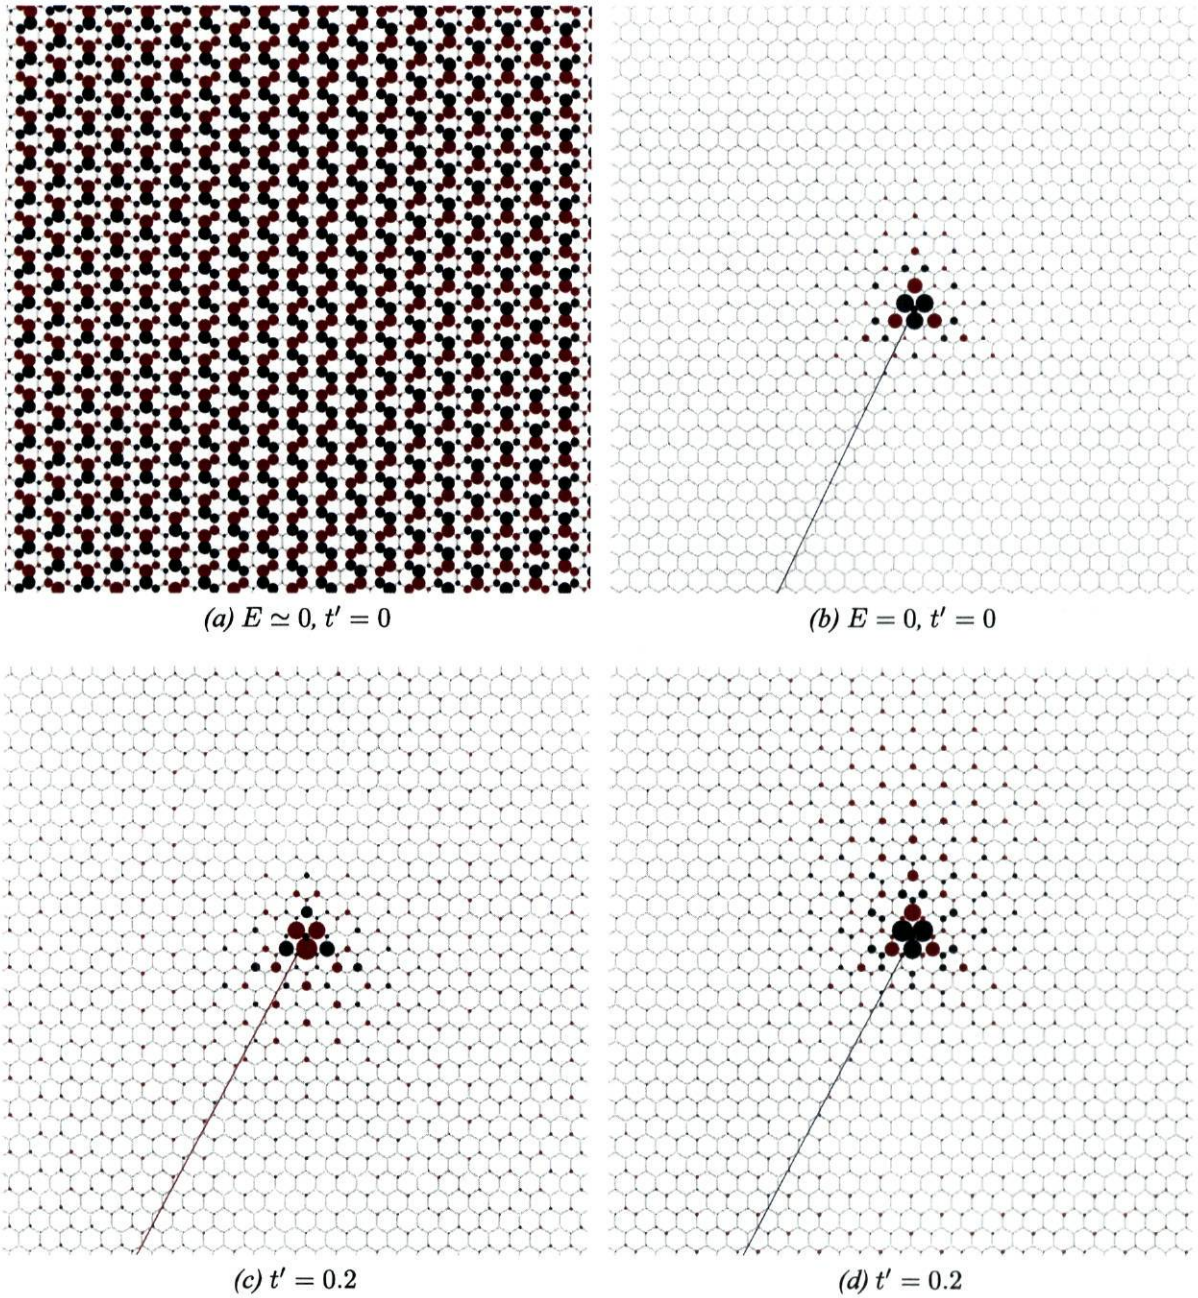 (a) E ≃ 0, t′ = 0
(b) E = 0, t′ = 0
(c) t′ = 0.2
(d) t′ = 0.2